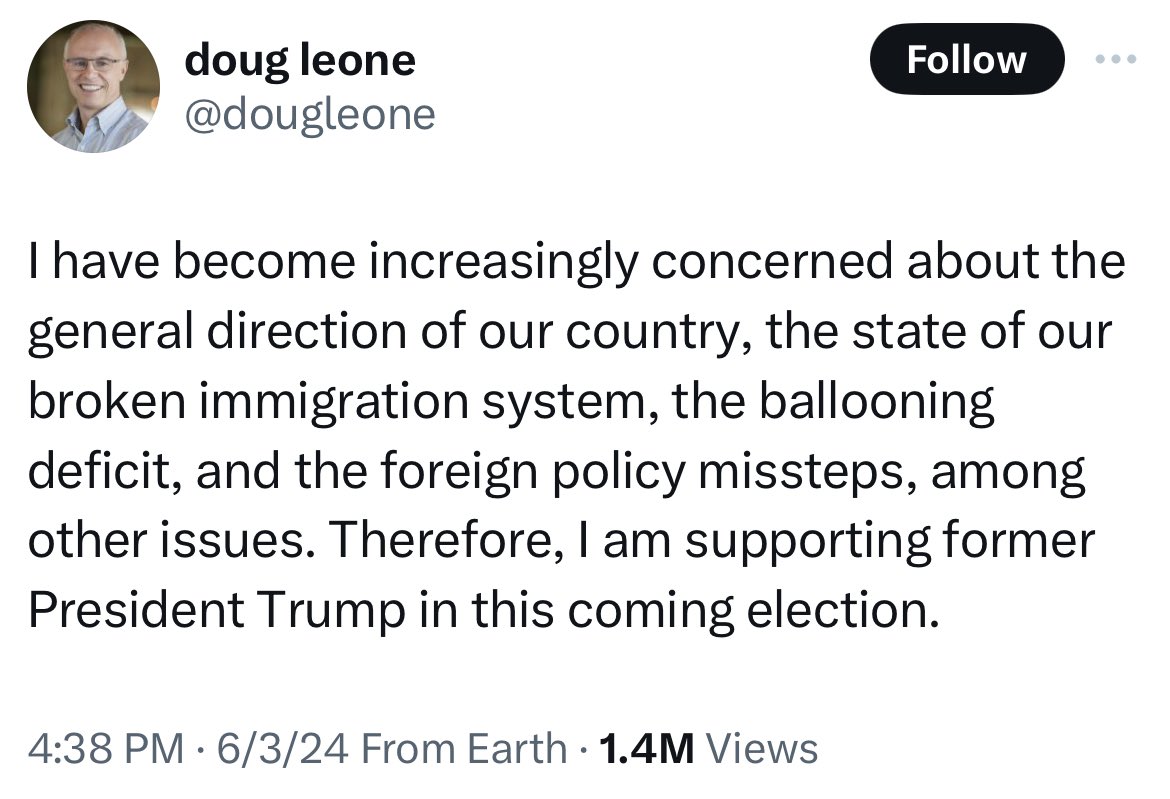 doug leone
@dougleone
Follow
I have become increasingly concerned about the
general direction of our country, the state of our
broken immigration system, the ballooning
deficit, and the foreign policy missteps, among
other issues. Therefore, I am supporting former
President Trump in this coming election.
4:38 PM · 6/3/24 From Earth · 1.4M Views